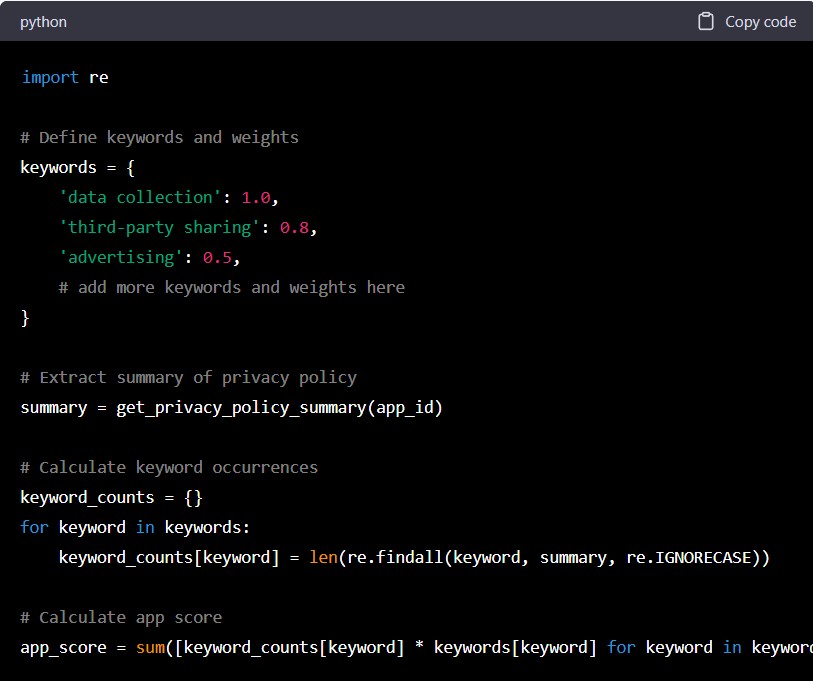 python Copy code
import re
# Define keywords and weights
keywords = {
    'data collection': 1.0,
    'third-party sharing': 0.8,
    'advertising': 0.5,
    # add more keywords and weights here
}
# Extract summary of privacy policy
summary = get_privacy_policy_summary(app_id)
# Calculate keyword occurrences
keyword_counts = {}
for keyword in keywords:
    keyword_counts[keyword] = len(re.findall(keyword, summary, re.IGNORECASE))
# Calculate app score
app_score = sum([keyword_counts[keyword] * keywords[keyword] for keyword in